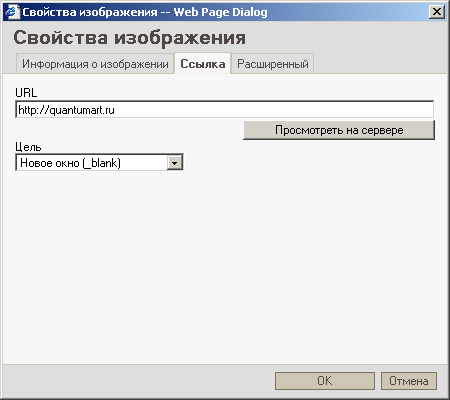 Свойства изображения -- Web Page Dialog
Свойства изображения
Информация о изображении Ссылка Расширенный
URL
http://quantumart.ru
Просмотреть на сервере
Цель
Новое окно (_blank)
OK Отмена